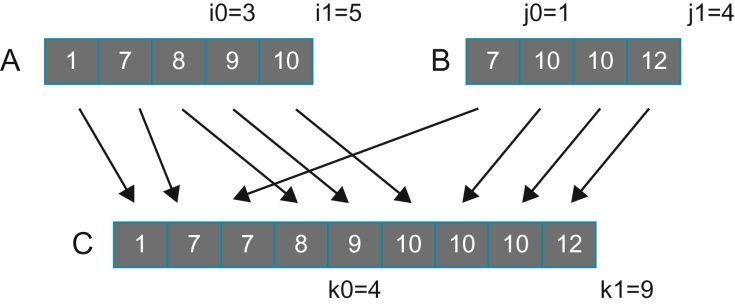 i0=3 i1=5 j0=1 j1=4
A 1 7 8 9 10 B 7 10 10 12
C 1 7 7 8 9 10 10 10 12
k0=4 k1=9